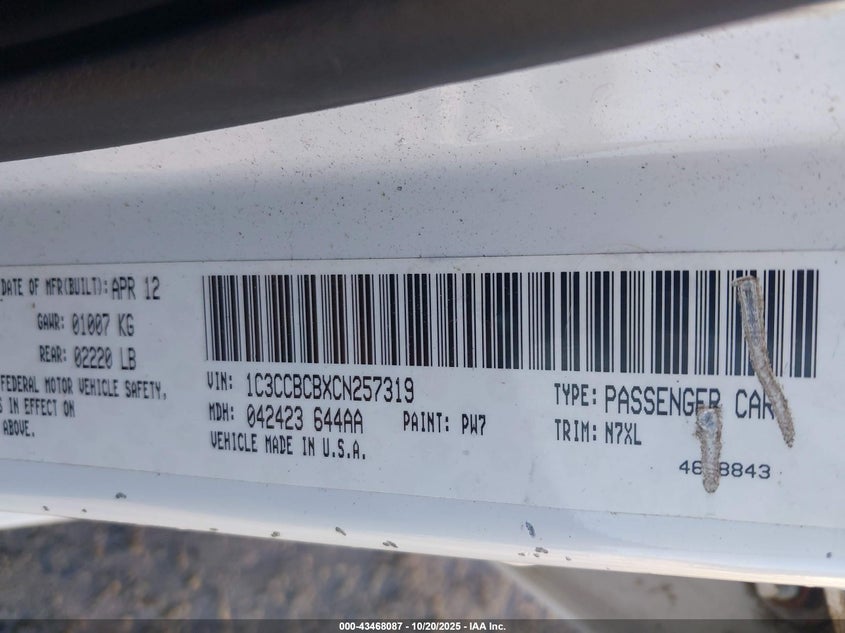 DATE OF MFR(BUILT): APR 12
GAWR: 01007 KG
REAR: 02220 LB
FEDERAL MOTOR VEHICLE SAFETY,
S IN EFFECT ON
ABOVE.
VIN: 1C3CCBCBXCN257319
MDH: 042423 644AA PAINT: PW7
VEHICLE MADE IN U.S.A.
TYPE: PASSENGER CAR
TRIM: N7XL
000-43468087 - 10/20/2025 - IAA Inc.